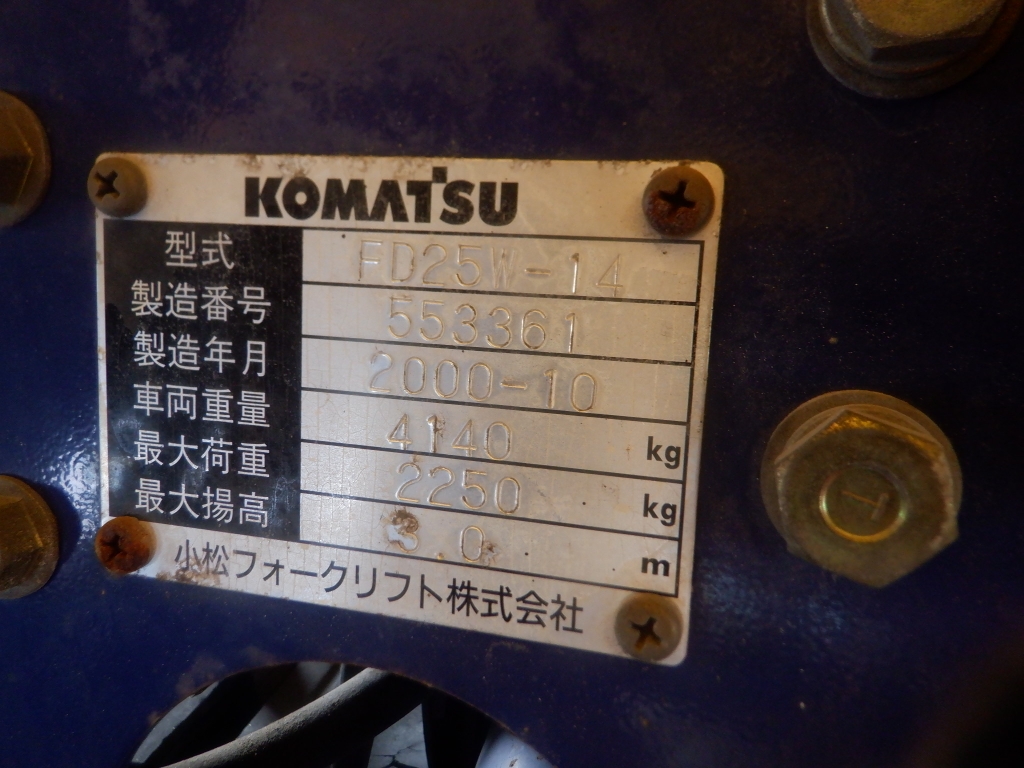 KOMATSU
型式 FD25W-14
製造番号 553361
製造年月 2000-10
車両重量 4140 kg
最大荷重 2250 kg
最大揚高 3.0 m
小松フォークリフト株式会社